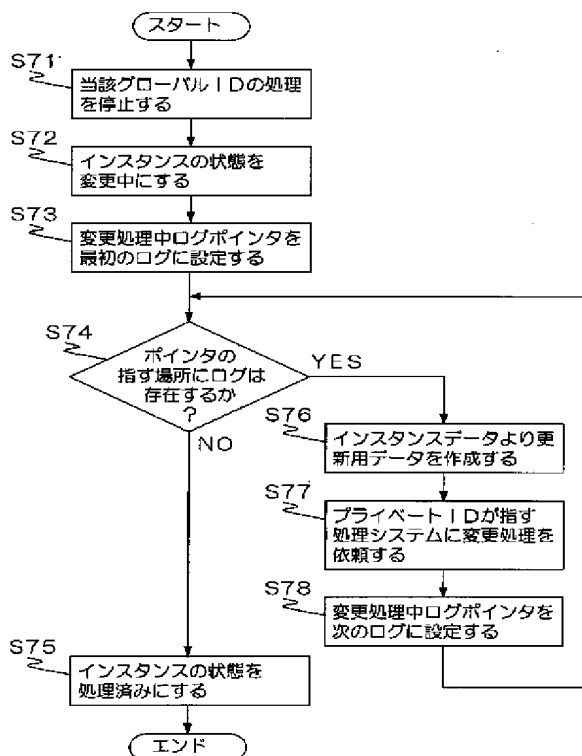 スタート
S71
当該グローバルIDの処理
を停止する
S72
インスタンスの状態を
変更中にする
S73
変更処理中ログポインタを
最初のログに設定する
S74
ポインタの
指す場所にログは
存在するか
?
YES
NO
S76
インスタンスデータより更
新用データを作成する
S77
プライベートIDが指す
処理システムに変更処理を
依頼する
S78
変更処理中ログポインタを
次のログに設定する
S75
インスタンスの状態を
処理済みにする
エンド